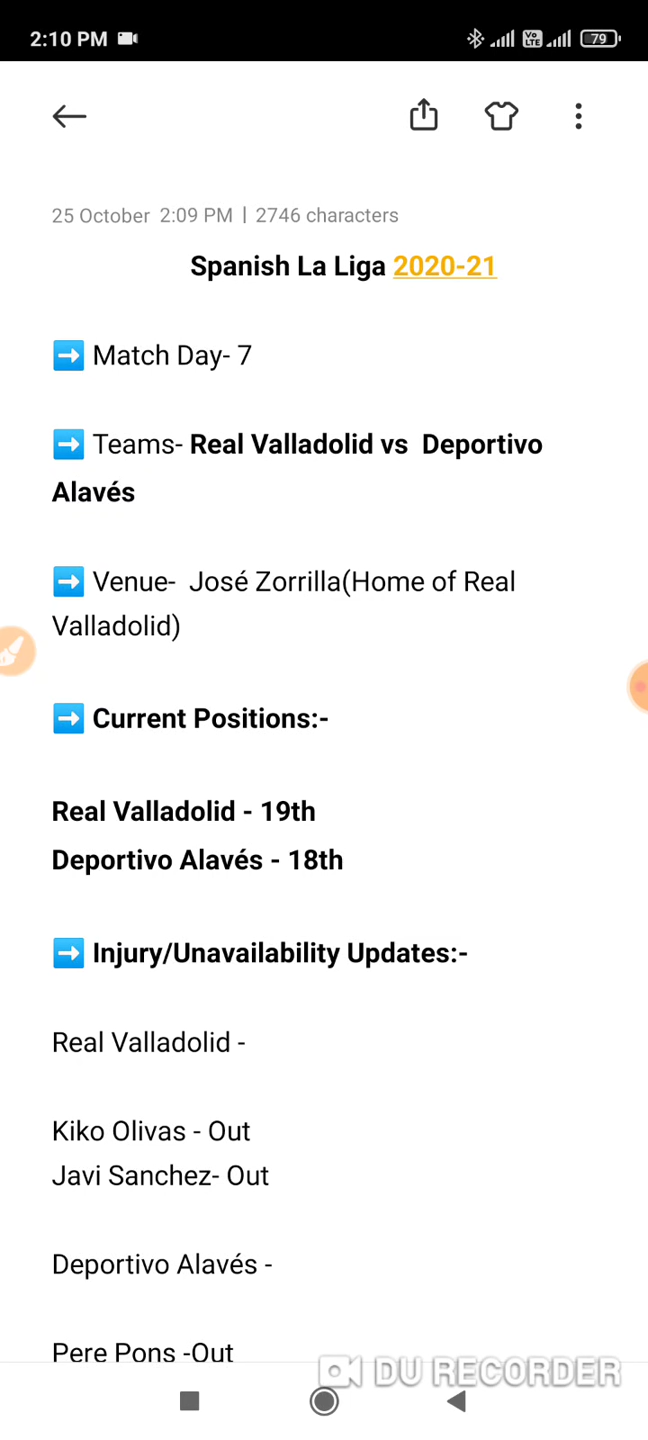 2:10 PM
Vo LTE 79
25 October 2:09 PM | 2746 characters
Spanish La Liga 2020-21
➡️ Match Day- 7
➡️ Teams- Real Valladolid vs Deportivo
Alavés
➡️ Venue- José Zorrilla(Home of Real
Valladolid)
➡️ Current Positions:-
Real Valladolid - 19th
Deportivo Alavés - 18th
➡️ Injury/Unavailability Updates:-
Real Valladolid -
Kiko Olivas - Out
Javi Sanchez- Out
Deportivo Alavés -
Pere Pons -Out
DU RECORDER